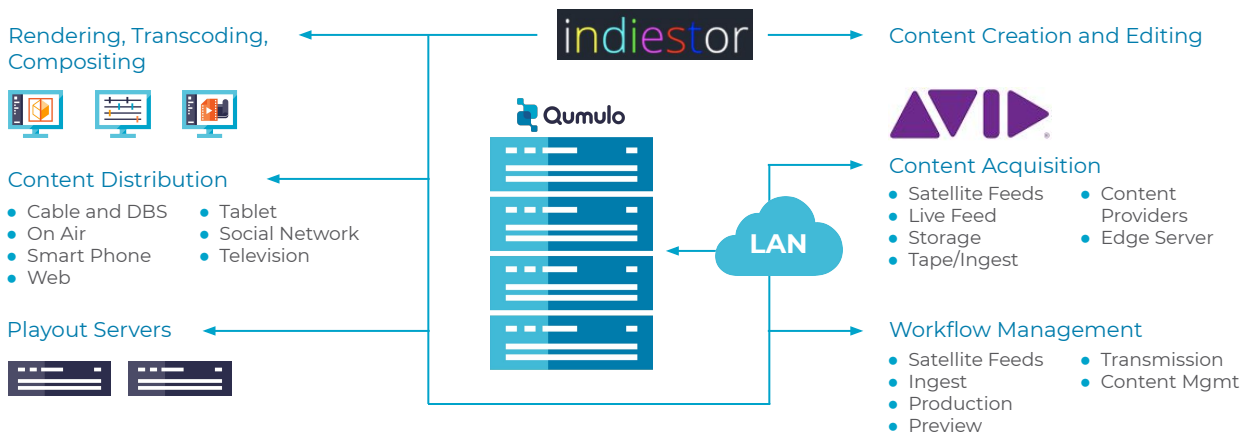 Rendering, Transcoding,
Compositing
indiestor
Content Creation and Editing
Qumulo
AVID
Content Distribution
Cable and DBS
On Air
Smart Phone
Web
Tablet
Social Network
Television
LAN
Content Acquisition
Satellite Feeds
Live Feed
Storage
Tape/Ingest
Content
Providers
Edge Server
Playout Servers
Workflow Management
Satellite Feeds
Ingest
Production
Preview
Transmission
Content Mgmt